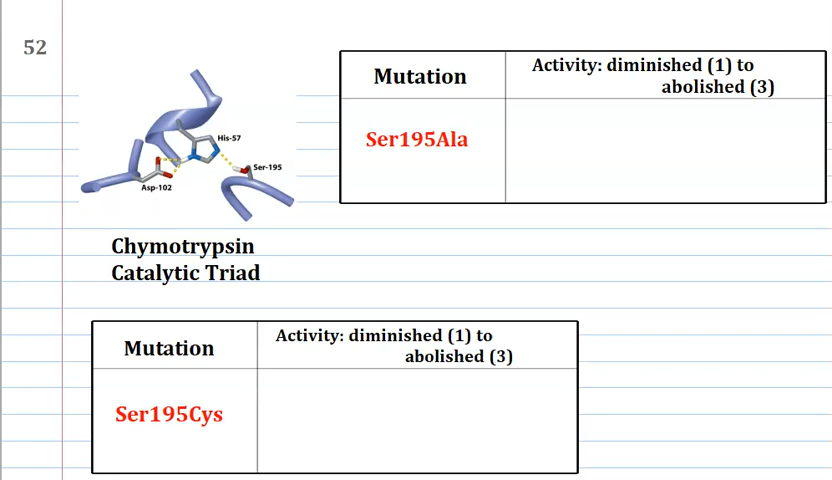 52
His-57
Ser-195
Asp-102
Chymotrypsin
Catalytic Triad
Mutation
Activity: diminished (1) to
abolished (3)
Ser195Ala
Mutation
Activity: diminished (1) to
abolished (3)
Ser195Cys